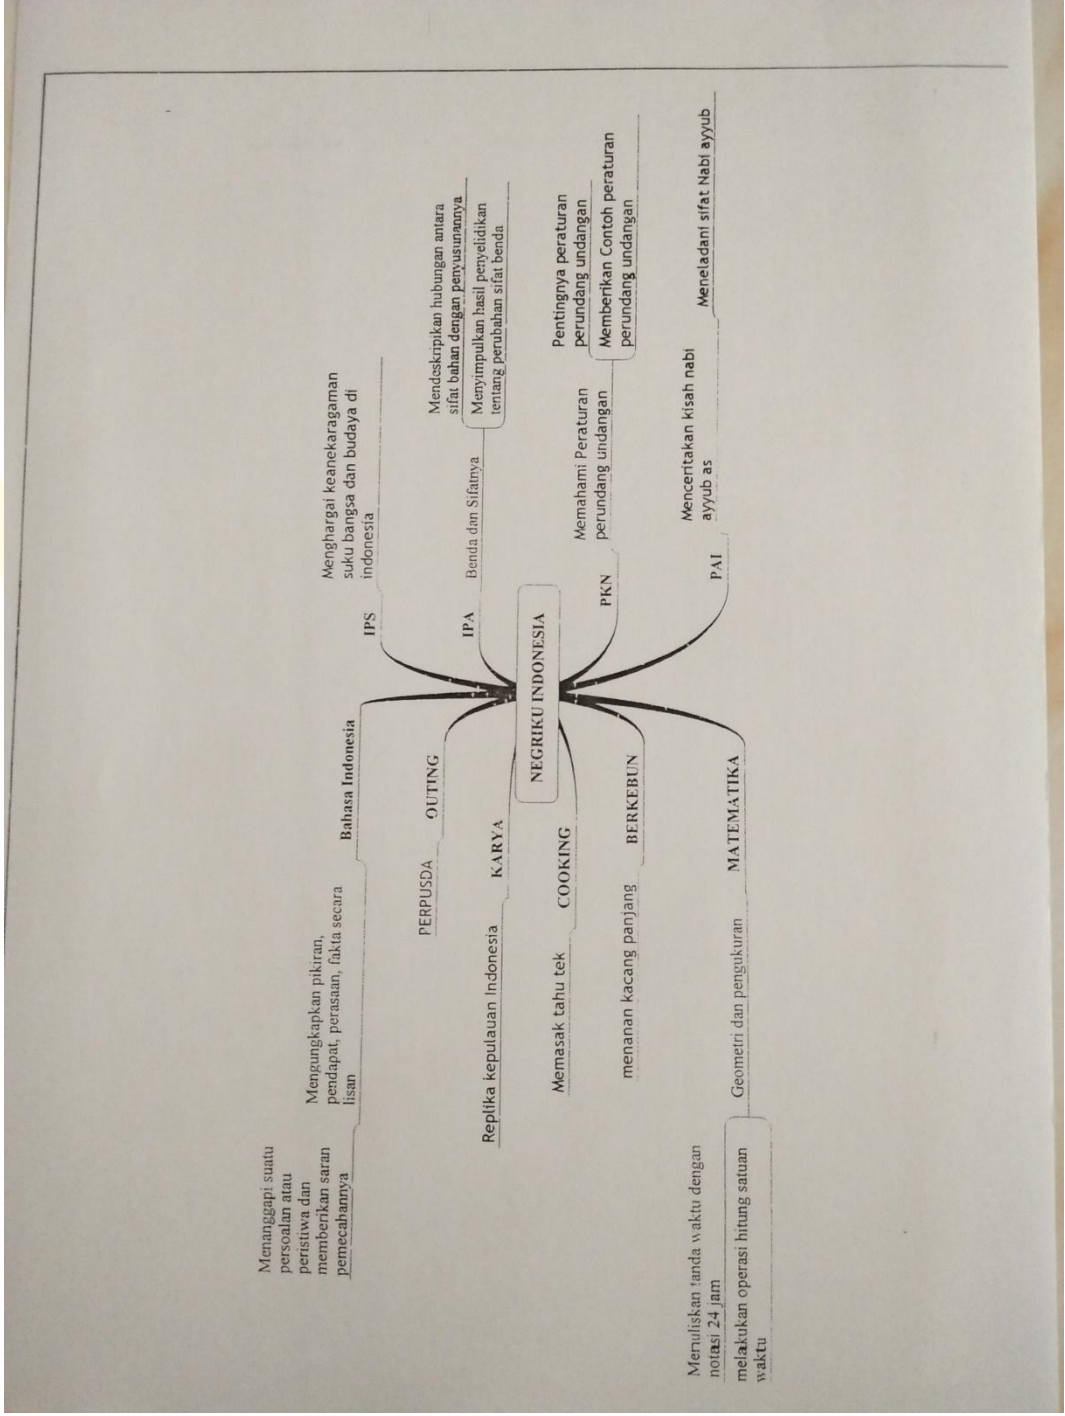 Menanggapi suatu
persoalan atau
peristiwa dan
memberikan saran
pemecahannya
Mengungkapkan pikiran,
pendapat, perasaan, fakta secara
lisan
Bahasa Indonesia
PERPUSDA
OUTING
Replika kepulauan Indonesia
KARYA
Memasak tahu tek
COOKING
menanan kacang panjang
BERKEBUN
Menuliskan tanda waktu dengan
notasi 24 jam
melakukan operasi hitung satuan
waktu
Geometri dan pengukuran
MATEMATIKA
NEGRIKU INDONESIA
IPS
Menghargai keanekaragaman
suku bangsa dan budaya di
indonesia
IPA
Benda dan Sifatnya
Mendeskripikan hubungan antara
sifat bahan dengan penyusunannya
Menyimpulkan hasil penyelidikan
tentang perubahan sifat benda
PKN
Memahami Peraturan
perundang undangan
Pentingnya peraturan
perundang undangan
Memberikan Contoh peraturan
perundang undangan
PAI
Menceritakan kisah nabi
ayyub as
Meneladani sifat Nabi ayyub